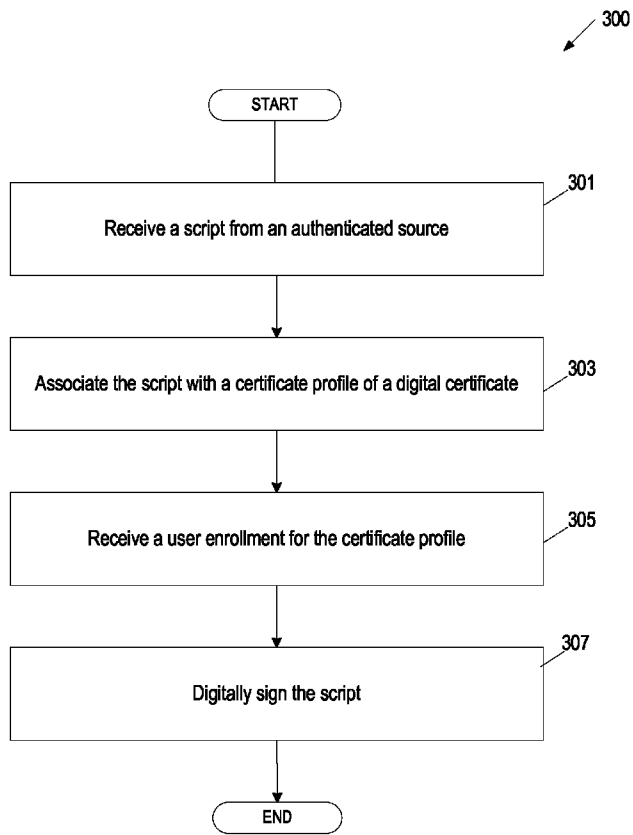 300
START
301
Receive a script from an authenticated source
303
Associate the script with a certificate profile of a digital certificate
305
Receive a user enrollment for the certificate profile
307
Digitally sign the script
END